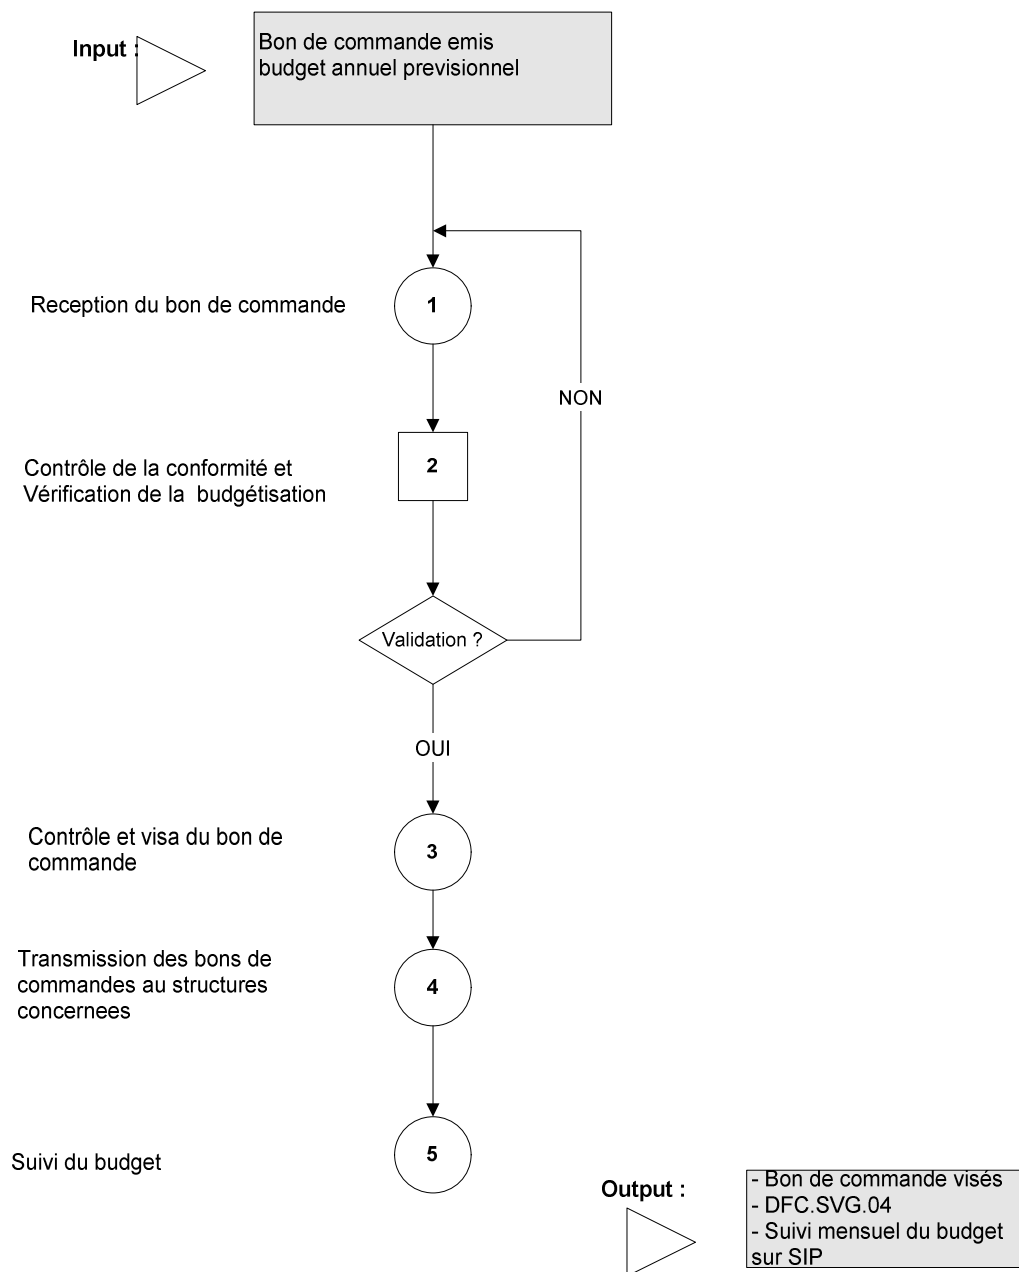 Input :
Bon de commande emis
budget annuel previsionnel
Reception du bon de commande
1
NON
Contrôle de la conformité et
Vérification de la  budgétisation
2
Validation ?
OUI
Contrôle et visa du bon de
commande
3
Transmission des bons de
commandes au structures
concernees
4
Suivi du budget
5
Output :
- Bon de commande visés
- DFC.SVG.04
- Suivi mensuel du budget
sur SIP